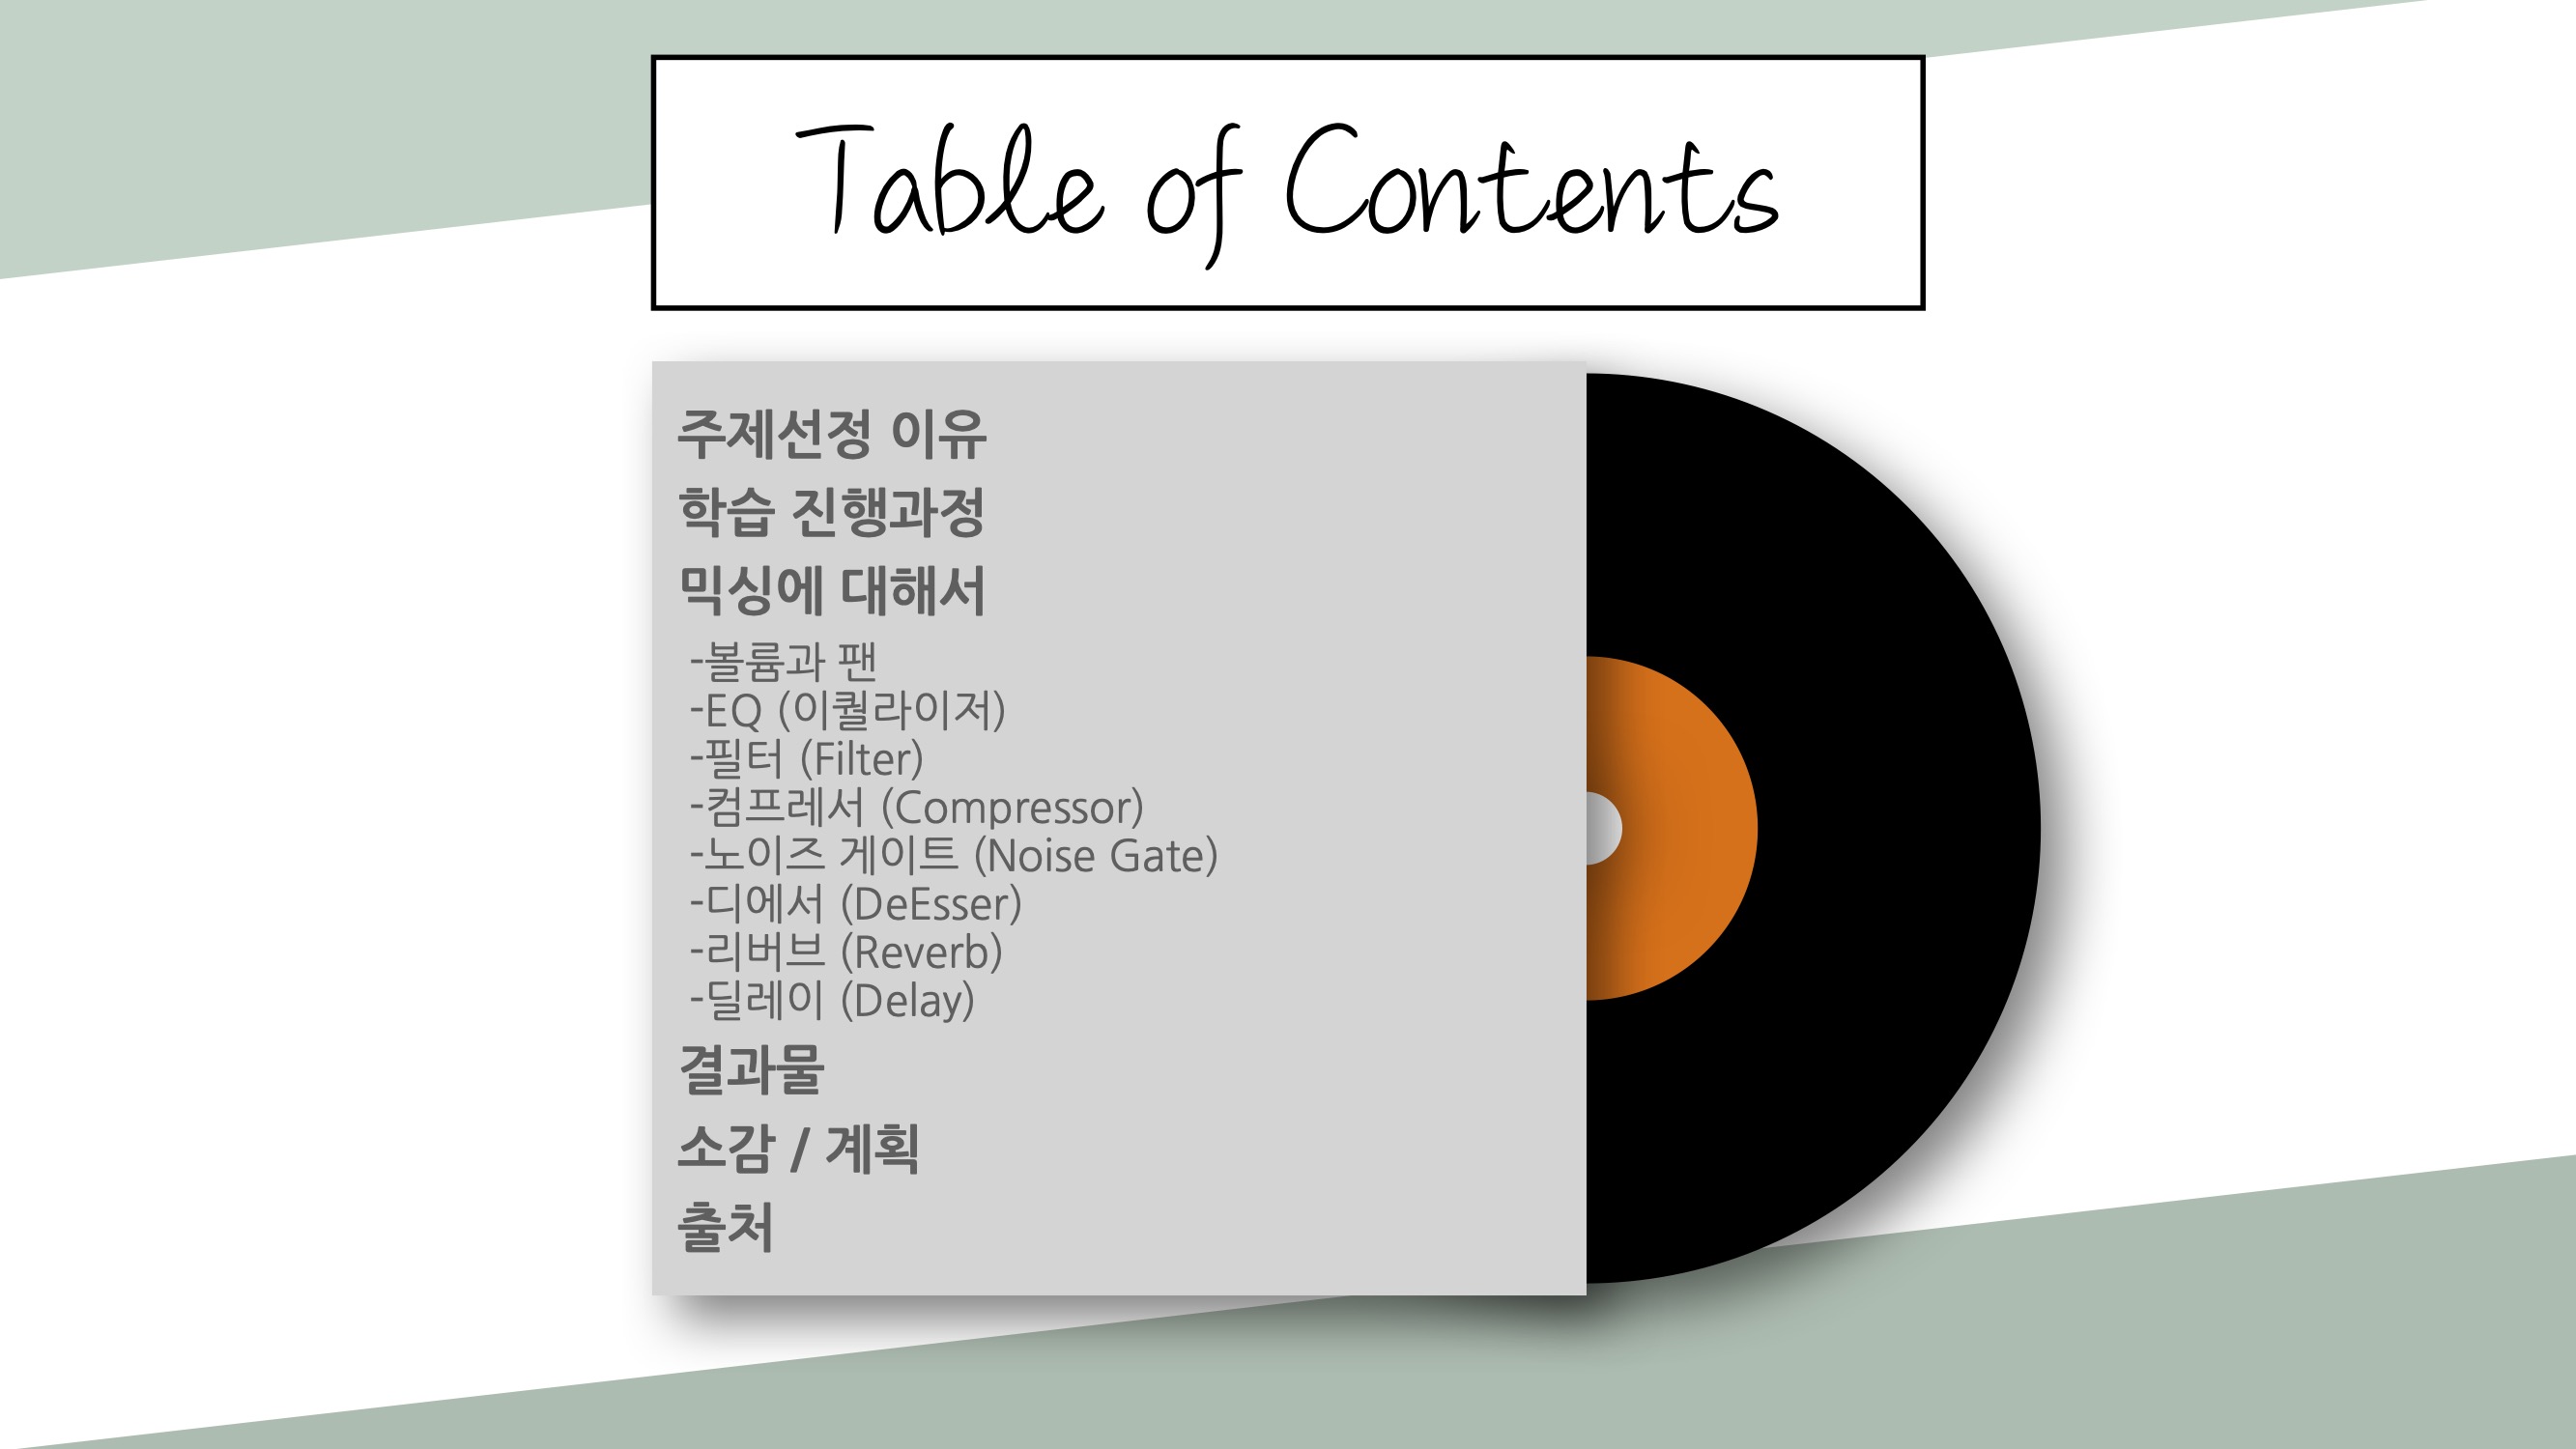 Table of Contents
주제선정 이유
학습 진행과정
믹싱에 대해서
-볼륨과 팬
-EQ (이퀄라이저)
-필터 (Filter)
-컴프레서 (Compressor)
-노이즈 게이트 (Noise Gate)
-디에서 (DeEsser)
-리버브 (Reverb)
-딜레이 (Delay)
결과물
소감 / 계획
출처